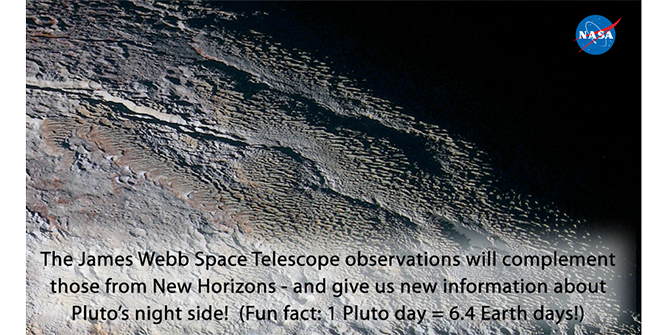 NASA
The James Webb Space Telescope observations will complement
those from New Horizons - and give us new information about
Pluto's night side!  (Fun fact: 1 Pluto day = 6.4 Earth days!)